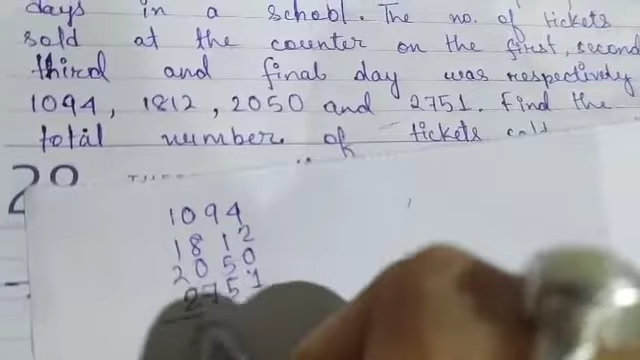 days in a school. The no. of tickets
sold at the counter on the first, second
third and final day was respectively
1094, 1812, 2050 and 2751. Find the
total number of tickets
20
1094
1812
2050
2751